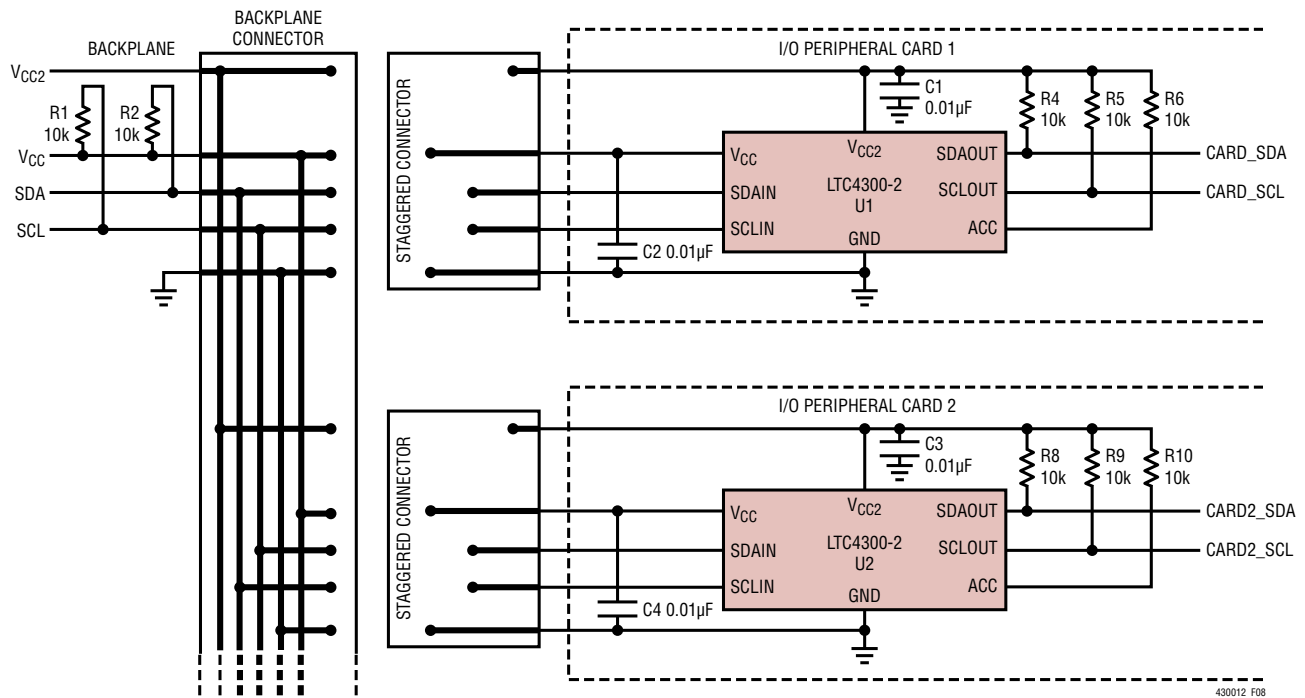 BACKPLANE
BACKPLANE
CONNECTOR
VCC2
R1
10k
R2
10k
VCC
SDA
SCL
STAGGERED CONNECTOR
I/O PERIPHERAL CARD 1
C1
0.01µF
R4
10k
R5
10k
R6
10k
VCC
VCC2
SDAOUT
CARD_SDA
SDAIN
LTC4300-2
U1
SCLOUT
CARD_SCL
SCLIN
ACC
GND
C2 0.01µF
STAGGERED CONNECTOR
I/O PERIPHERAL CARD 2
C3
0.01µF
R8
10k
R9
10k
R10
10k
VCC
VCC2
SDAOUT
CARD2_SDA
SDAIN
LTC4300-2
U2
SCLOUT
CARD2_SCL
SCLIN
ACC
GND
C4 0.01µF
430012 F08